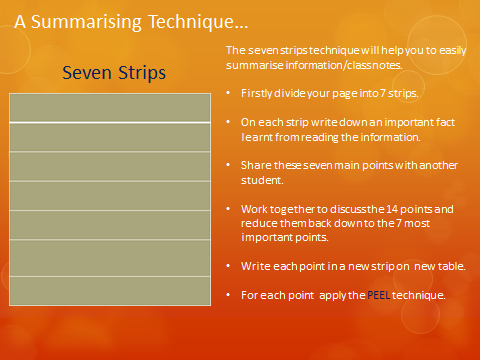 A Summarising Technique...
Seven Strips
The seven strips technique will help you to easily
summarise information/classnotes.
• Firstly divide your page into 7 strips.
• On each strip write down an important fact
learnt from reading the information.
• Share these seven main points with another
student.
• Work together to discuss the 14 points and
reduce them back down to the 7 most
important points.
• Write each point in a new strip on new table.
• For each point apply the PEEL technique.